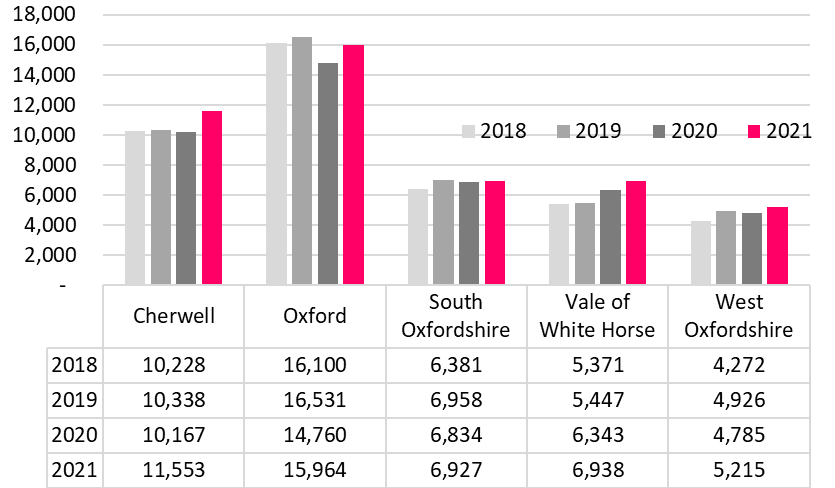 18,000
16,000
14,000
12,000
10,000
8,000
6,000
4,000
2,000
-
2018 2019 2020 2021
Cherwell Oxford South Oxfordshire Vale of White Horse West Oxfordshire
2018 10,228 16,100 6,381 5,371 4,272
2019 10,338 16,531 6,958 5,447 4,926
2020 10,167 14,760 6,834 6,343 4,785
2021 11,553 15,964 6,927 6,938 5,215